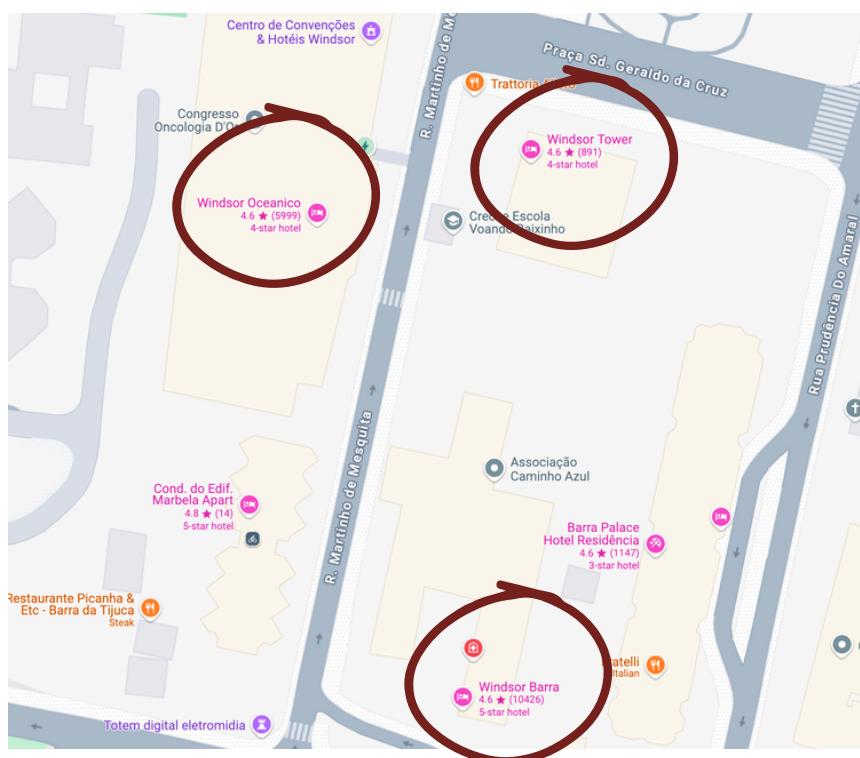 Centro de Convenções
& Hotéis Windsor
R. Martinho de Me
Praça Sd. Geraldo da Cruz
Trattoria
Congresso
Oncologia
Windsor Tower
4.6 ★ (891)
4-star hotel
Windsor Oceanico
4.6 ★ (5999)
4-star hotel
Escola
Voando Baixinho
Rua Prudência Do Amaral
R. Martinho de Mesquita
Associação
Caminho Azul
Cond. do Edif.
Marbela Apart
4.8 ★ (14)
5-star hotel
Barra Palace
Hotel Residência
4.6 ★ (1147)
3-star hotel
Restaurante Picanha &
Etc - Barra da Tijuca
Steak
atelli
Italian
Windsor Barra
4.6 ★ (10426)
5-star hotel
Totem digital eletromidia